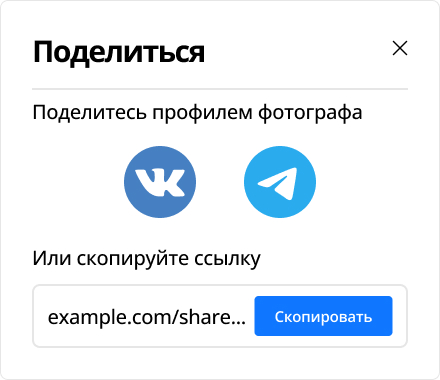 Поделиться
Поделитесь профилем фотографа
Или скопируйте ссылку
example.com/share...
Скопировать